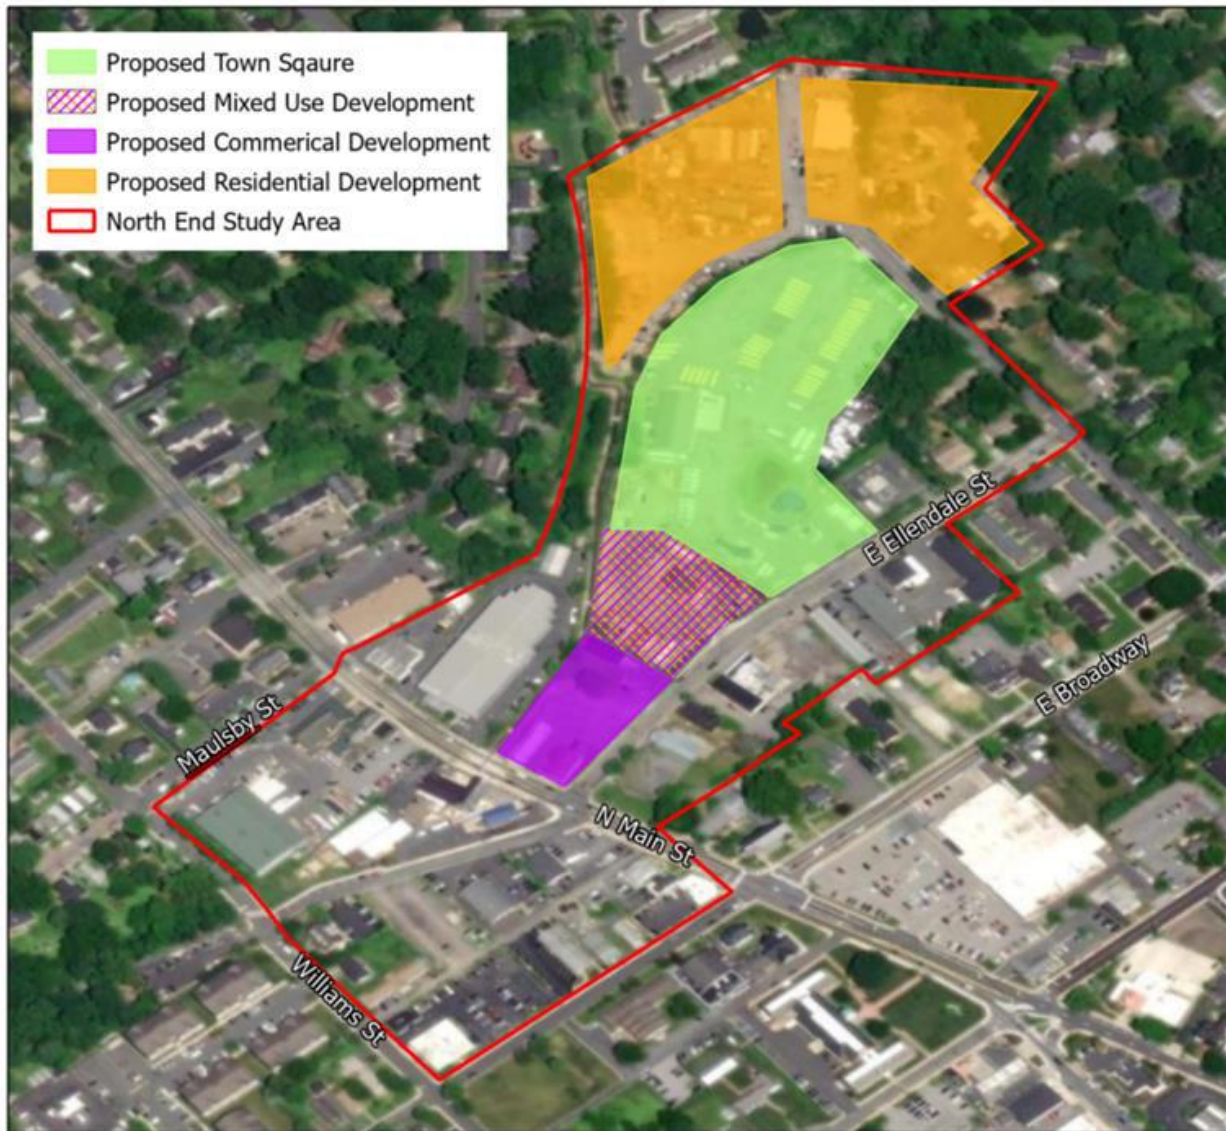 Proposed Town Sqaure
Proposed Mixed Use Development
Proposed Commerical Development
Proposed Residential Development
North End Study Area
E Ellendale St
E Broadway
Maulsby St
N Main St
Williams St